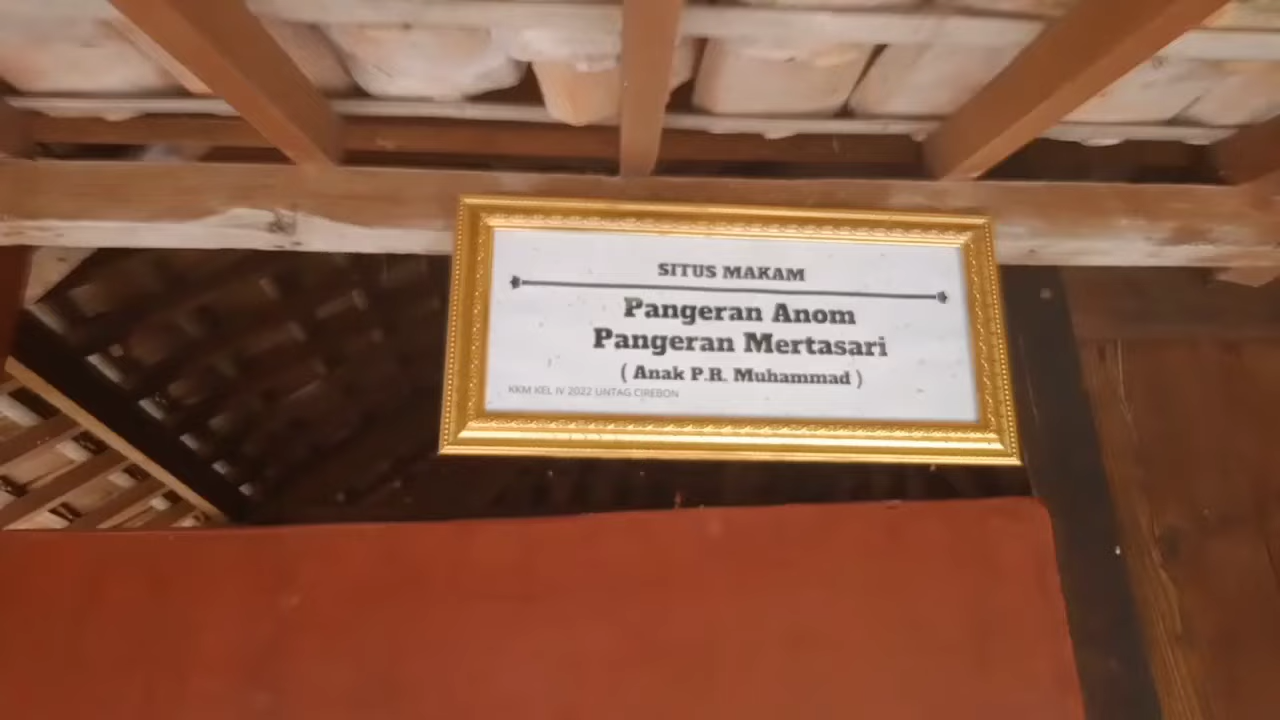 SITUS MAKAM
Pangeran Anom
Pangeran Mertasari
( Anak P.R. Muhammad )
KKM KEL IV 2022 UNTAG CIREBON